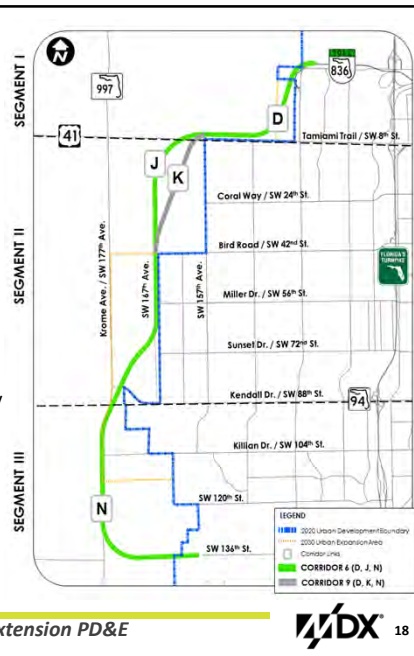 SEGMENT I
SEGMENT II
SEGMENT III
N
997
TOLL
836
D
41
Tamiami Trail / SW 8th St.
J
K
Coral Way / SW 24th St.
Bird Road / SW 42nd St.
FLORIDA'S
TURNPIKE
Krome Ave. / SW 177th Ave.
SW 167th Ave.
SW 157th Ave.
Miller Dr. / SW 56th St.
Sunset Dr. / SW 72nd St.
Kendall Dr. / SW 88th St.
94
Killian Dr. / SW 104th St.
N
SW 120th St.
SW 136th St.
LEGEND
2020 Urban Development Boundary
2030 Urban Expansion Area
Corridor Links
CORRIDOR 6 (D, J, N)
CORRIDOR 9 (D, K, N)
xtension PD&E
MDX
18